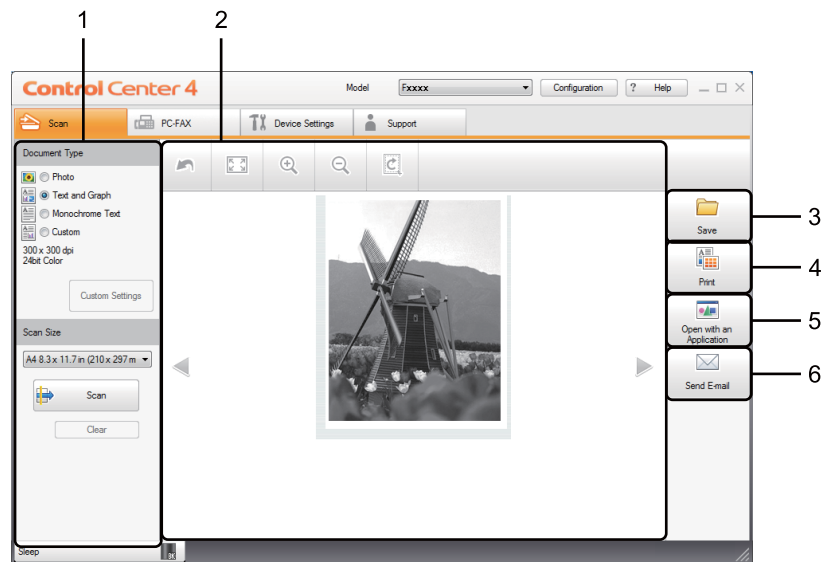 1
2
Control Center 4
Model
Fxxxx
Configuration
? Help
Scan
PC-FAX
Device Settings
Support
Document Type
Photo
Text and Graph
Monochrome Text
Custom
300 x 300 dpi
24bit Color
Custom Settings
Scan Size
A4 8.3 x 11.7 in (210 x 297 m
Scan
Clear
Save
3
Print
4
Open with an
Application
5
Send E-mail
6
Sleep
BK